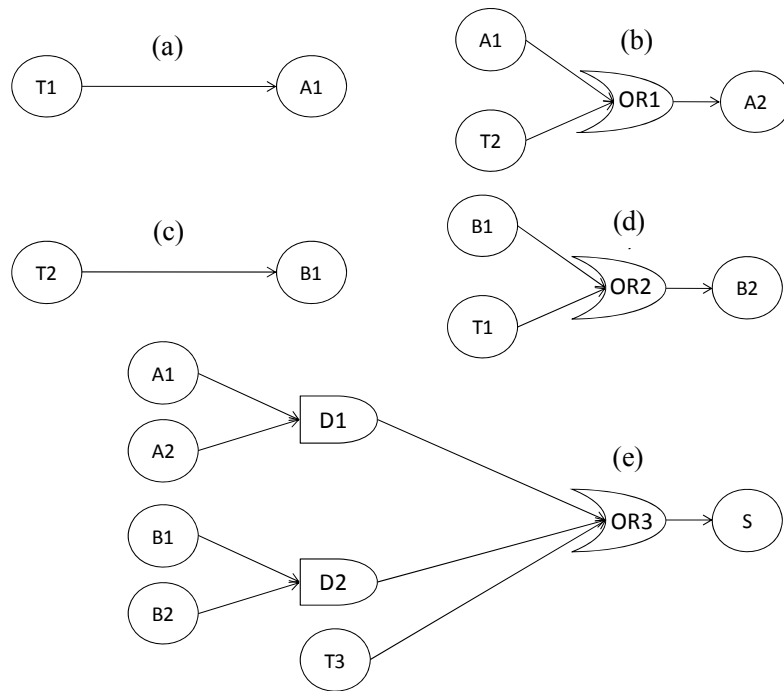 (a)
T1
A1
(b)
A1
T2
OR1
A2
(c)
T2
B1
(d)
B1
T1
OR2
B2
(e)
A1
A2
D1
B1
B2
D2
T3
OR3
S